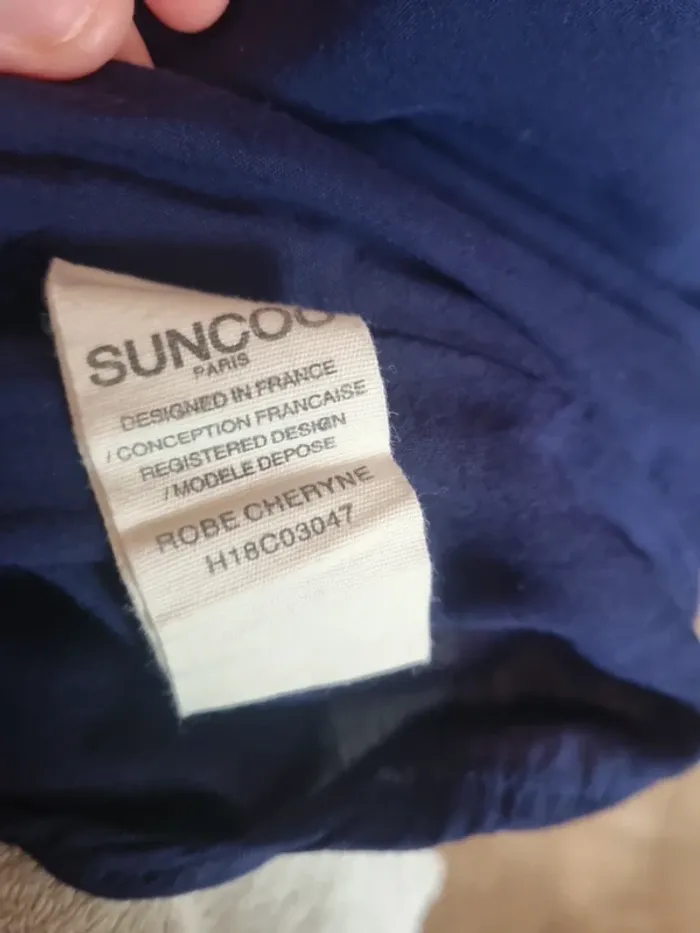 SUNCOO
PARIS
DESIGNED IN FRANCE
/ CONCEPTION FRANCAISE
REGISTERED DESIGN
/ MODELE DEPOSE
ROBE CHERYNE
H18C03047